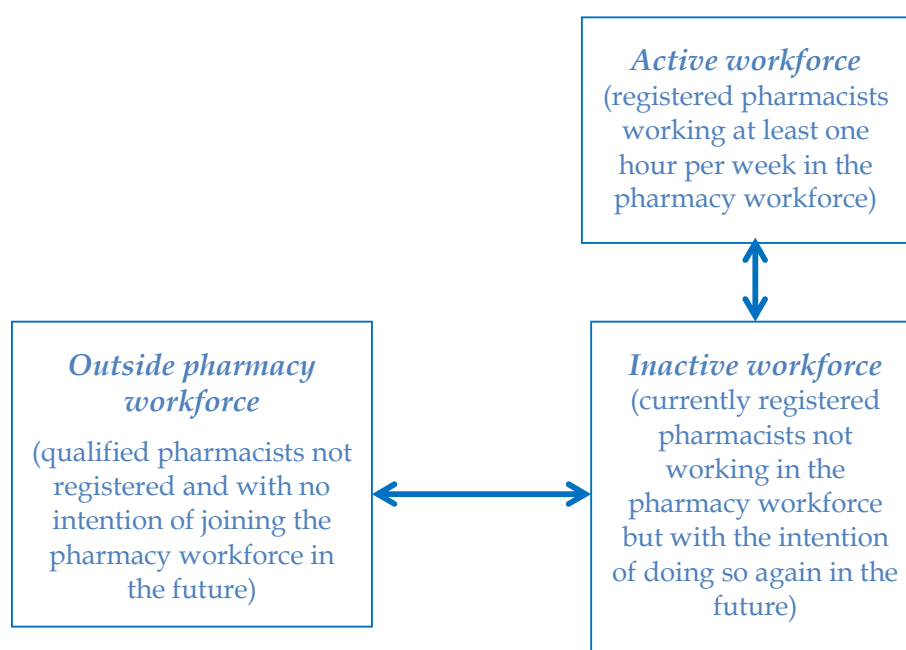 Active workforce
(registered pharmacists
working at least one
hour per week in the
pharmacy workforce)
Outside pharmacy
workforce
(qualified pharmacists not
registered and with no
intention of joining the
pharmacy workforce in
the future)
Inactive workforce
(currently registered
pharmacists not
working in the
pharmacy workforce
but with the intention
of doing so again in the
future)